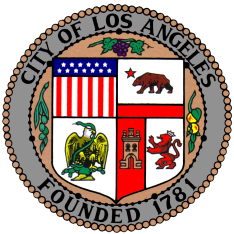 CITY OF LOS ANGELES
FOUNDED 1781